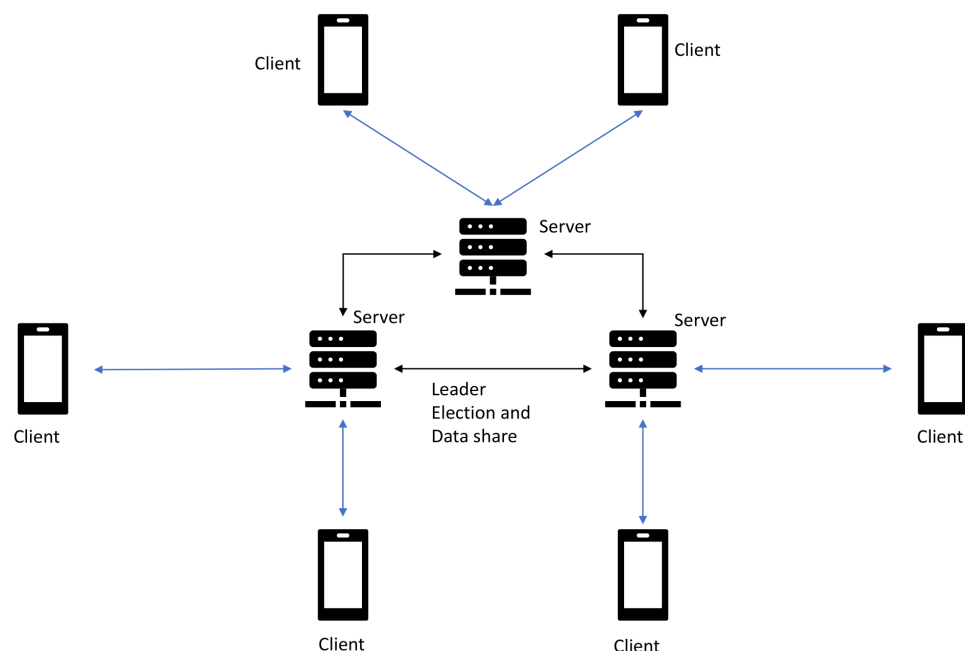 Client
Client
Server
Server
Server
Leader
Election and
Data share
Client
Client
Client
Client